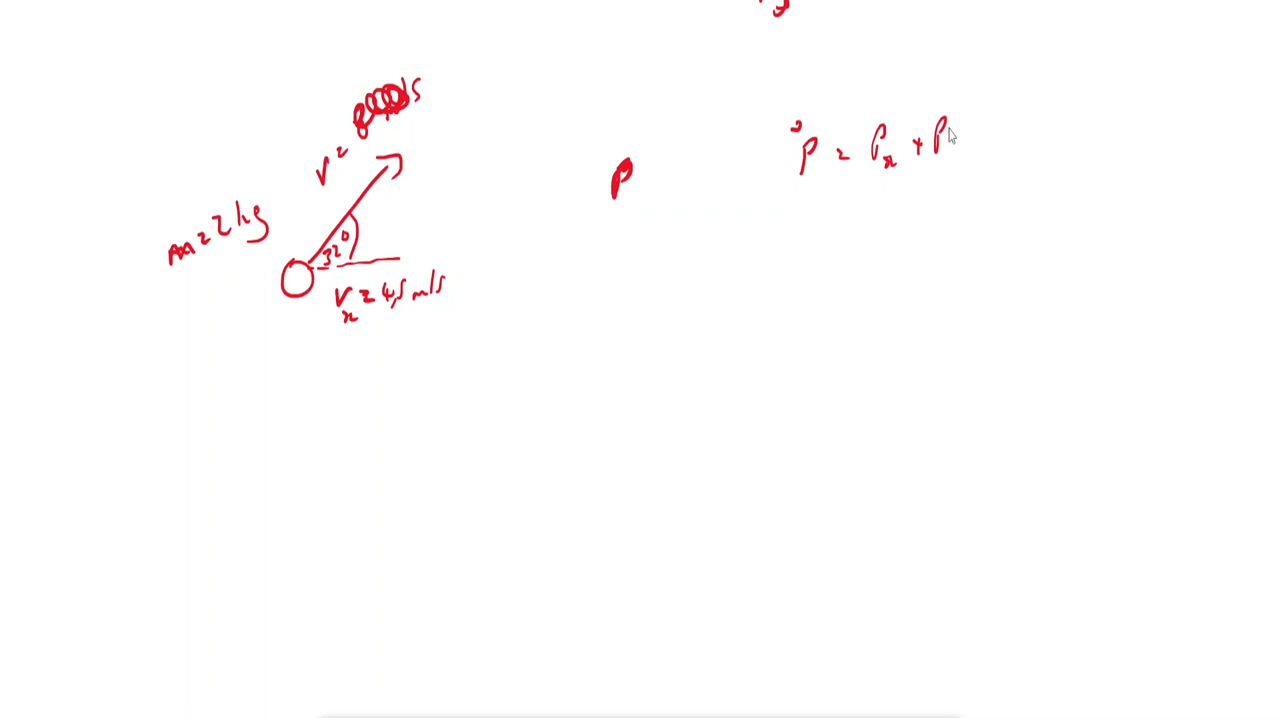 v =
m = 2 kg
32°
vx = 4,5 m/s
P
P = Px + P